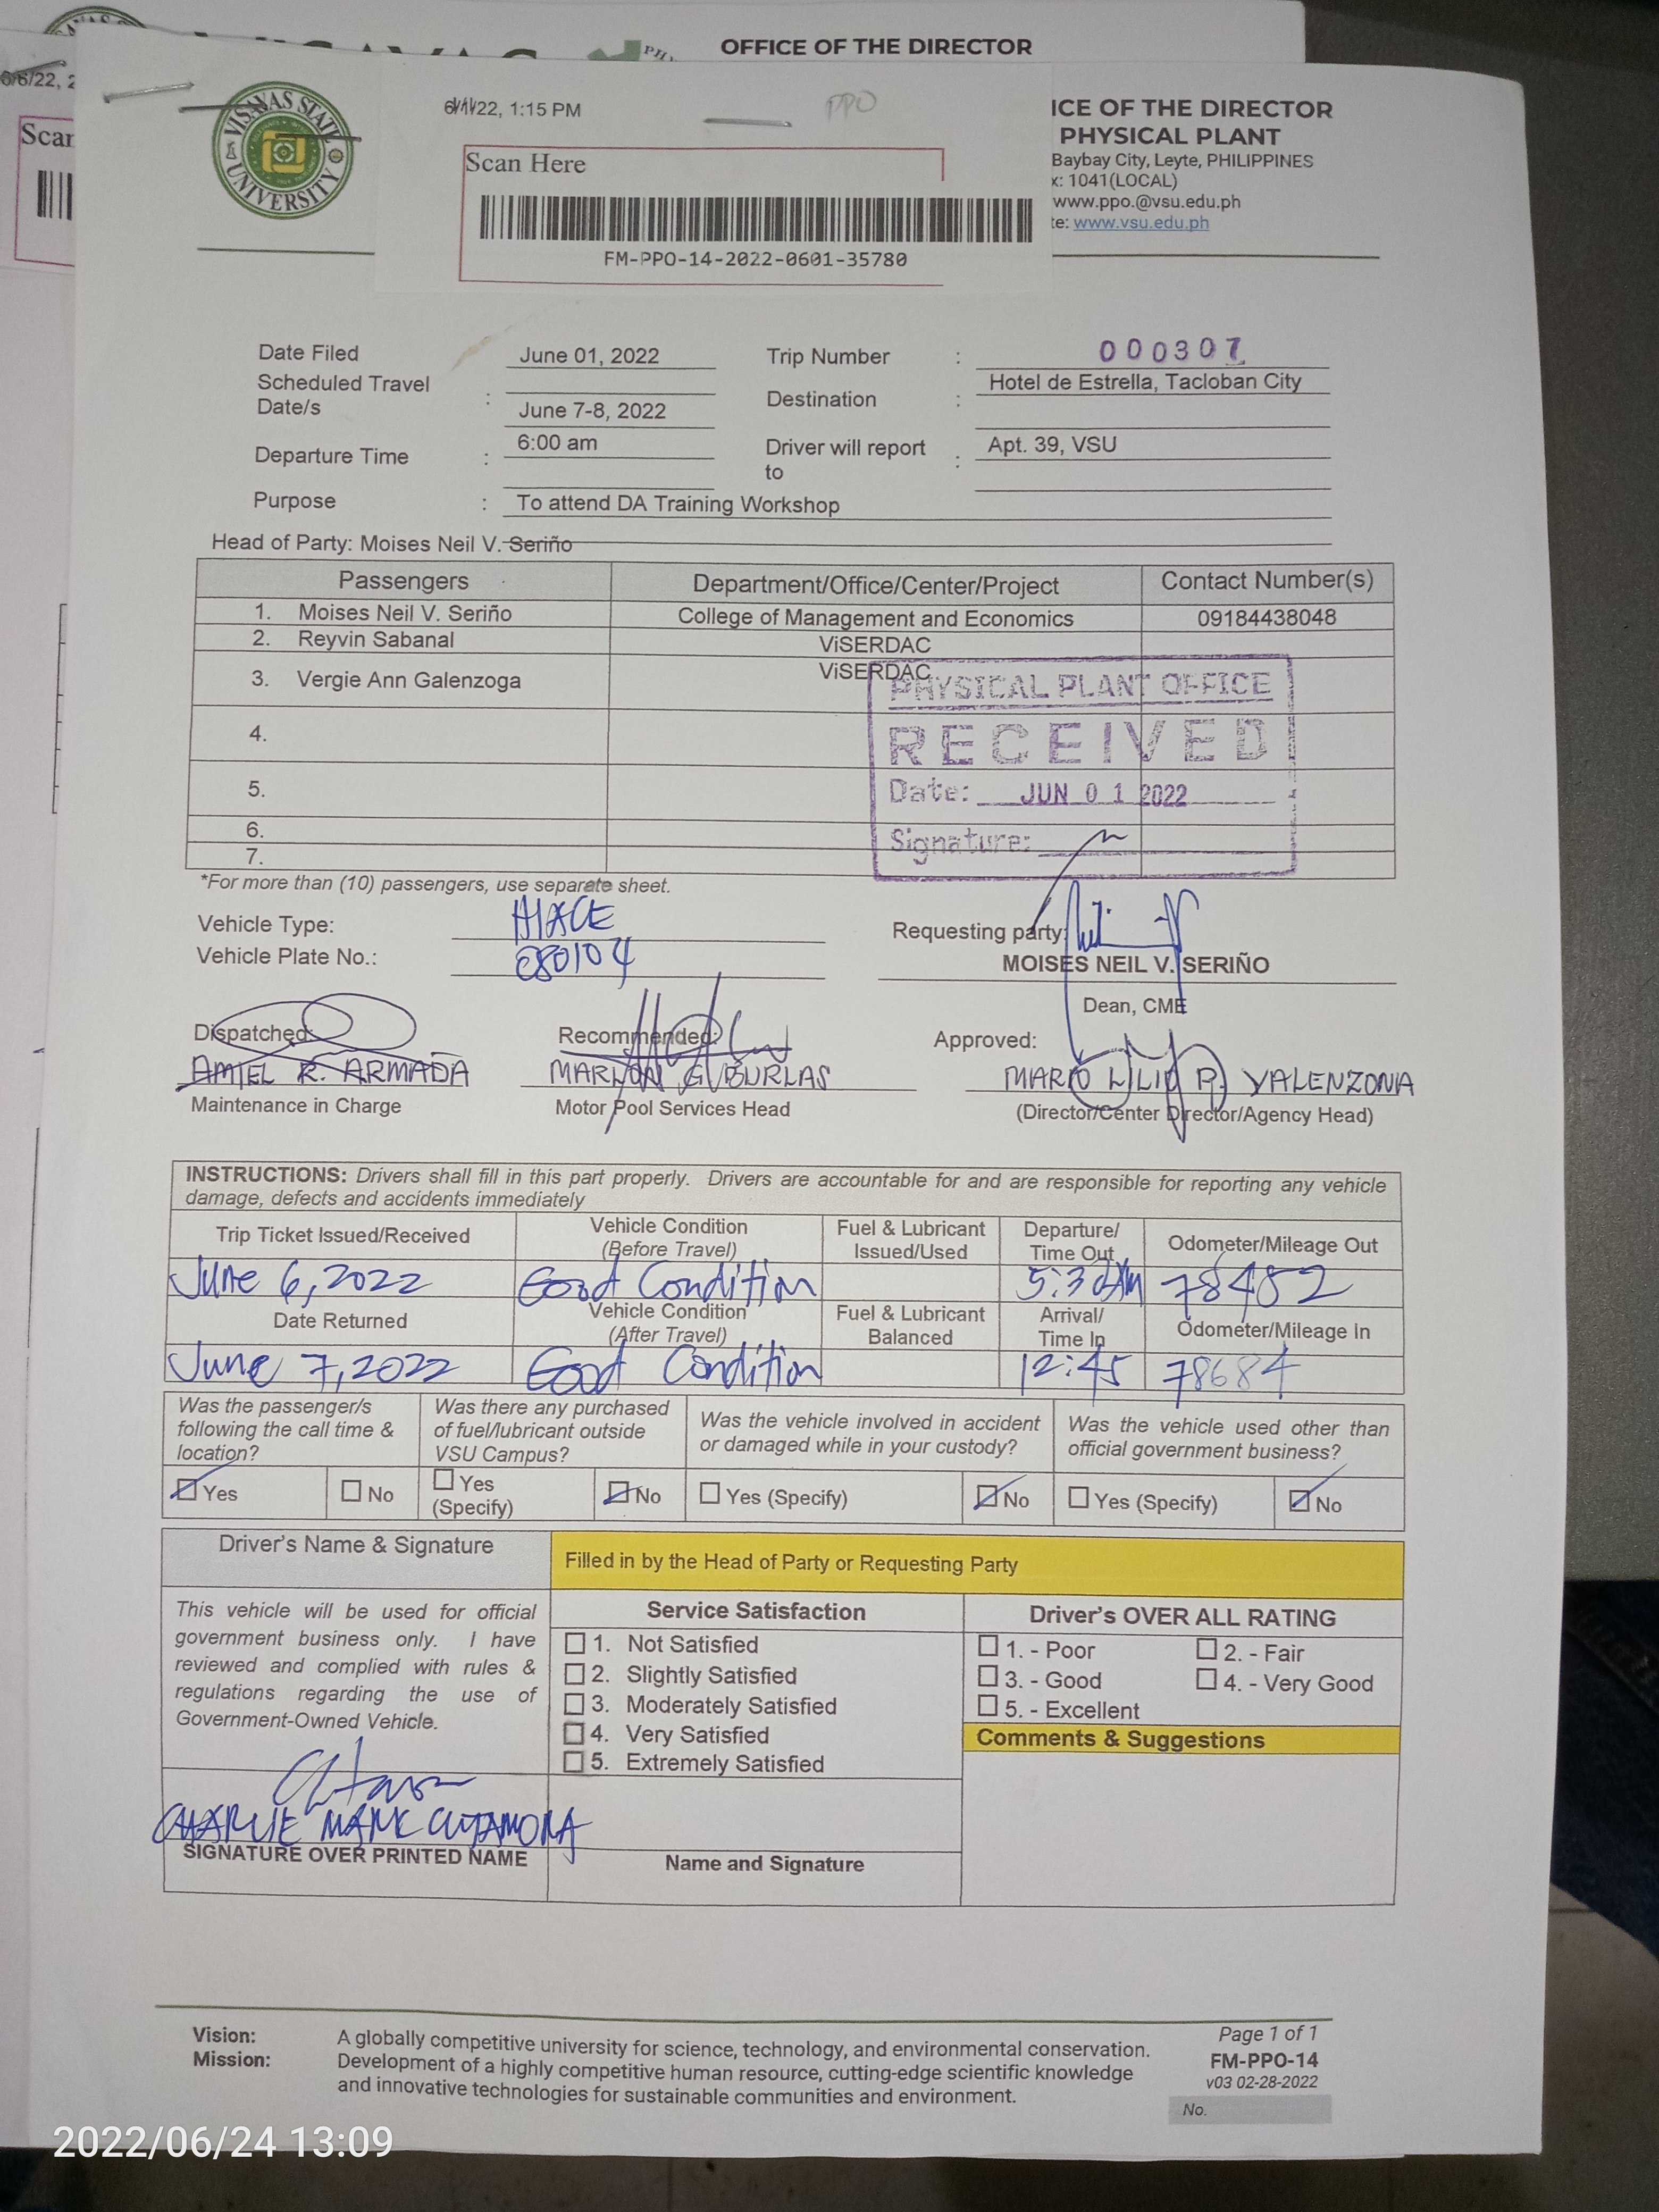 OFFICE OF THE DIRECTOR
6/6/22, 2
Scan
VISAYAS STATE UNIVERSITY
6/1/22, 1:15 PM
PPO
ICE OF THE DIRECTOR
PHYSICAL PLANT
Baybay City, Leyte, PHILIPPINES
x: 1041(LOCAL)
www.ppo.@vsu.edu.ph
te: www.vsu.edu.ph
Scan Here
FM-PPO-14-2022-0601-35780
Date Filed June 01, 2022 Trip Number : 000307
Scheduled Travel Date/s : June 7-8, 2022 Destination : Hotel de Estrella, Tacloban City
Departure Time : 6:00 am Driver will report to : Apt. 39, VSU
Purpose : To attend DA Training Workshop
Head of Party: Moises Neil V. Seriño
Passengers Department/Office/Center/Project Contact Number(s)
1. Moises Neil V. Seriño College of Management and Economics 09184438048
2. Reyvin Sabanal ViSERDAC
3. Vergie Ann Galenzoga ViSERDAC
4.
5.
6.
7.
PHYSICAL PLANT OFFICE
RECEIVED
Date: JUN 01 2022
Signature:
*For more than (10) passengers, use separate sheet.
Vehicle Type: HIACE
Vehicle Plate No.: 080104
Requesting party:
MOISES NEIL V. SERIÑO
Dean, CME
Dispatched: Recommended: Approved:
AMIEL R. ARMADA MARLON G. BURLAS MARIO LILIO P. VALENZONA
Maintenance in Charge Motor Pool Services Head (Director/Center Director/Agency Head)
INSTRUCTIONS: Drivers shall fill in this part properly. Drivers are accountable for and are responsible for reporting any vehicle
damage, defects and accidents immediately
Trip Ticket Issued/Received Vehicle Condition (Before Travel) Fuel & Lubricant Issued/Used Departure/ Time Out Odometer/Mileage Out
June 6, 2022 Good Condition 5:30AM 78482
Date Returned Vehicle Condition (After Travel) Fuel & Lubricant Balanced Arrival/ Time In Odometer/Mileage In
June 7, 2022 Good Condition 12:45 78684
Was the passenger/s following the call time & location? Was there any purchased of fuel/lubricant outside VSU Campus? Was the vehicle involved in accident or damaged while in your custody? Was the vehicle used other than official government business?
Yes No Yes (Specify) No Yes (Specify) No Yes (Specify) No
Driver's Name & Signature
Filled in by the Head of Party or Requesting Party
This vehicle will be used for official
government business only. I have
reviewed and complied with rules &
regulations regarding the use of
Government-Owned Vehicle.
CHARLIE MARK CUTAMORA
SIGNATURE OVER PRINTED NAME
Service Satisfaction
1. Not Satisfied
2. Slightly Satisfied
3. Moderately Satisfied
4. Very Satisfied
5. Extremely Satisfied
Name and Signature
Driver's OVER ALL RATING
1. - Poor 2. - Fair
3. - Good 4. - Very Good
5. - Excellent
Comments & Suggestions
Vision: A globally competitive university for science, technology, and environmental conservation.
Mission: Development of a highly competitive human resource, cutting-edge scientific knowledge
and innovative technologies for sustainable communities and environment.
Page 1 of 1
FM-PPO-14
v03 02-28-2022
No.
2022/06/24 13:09